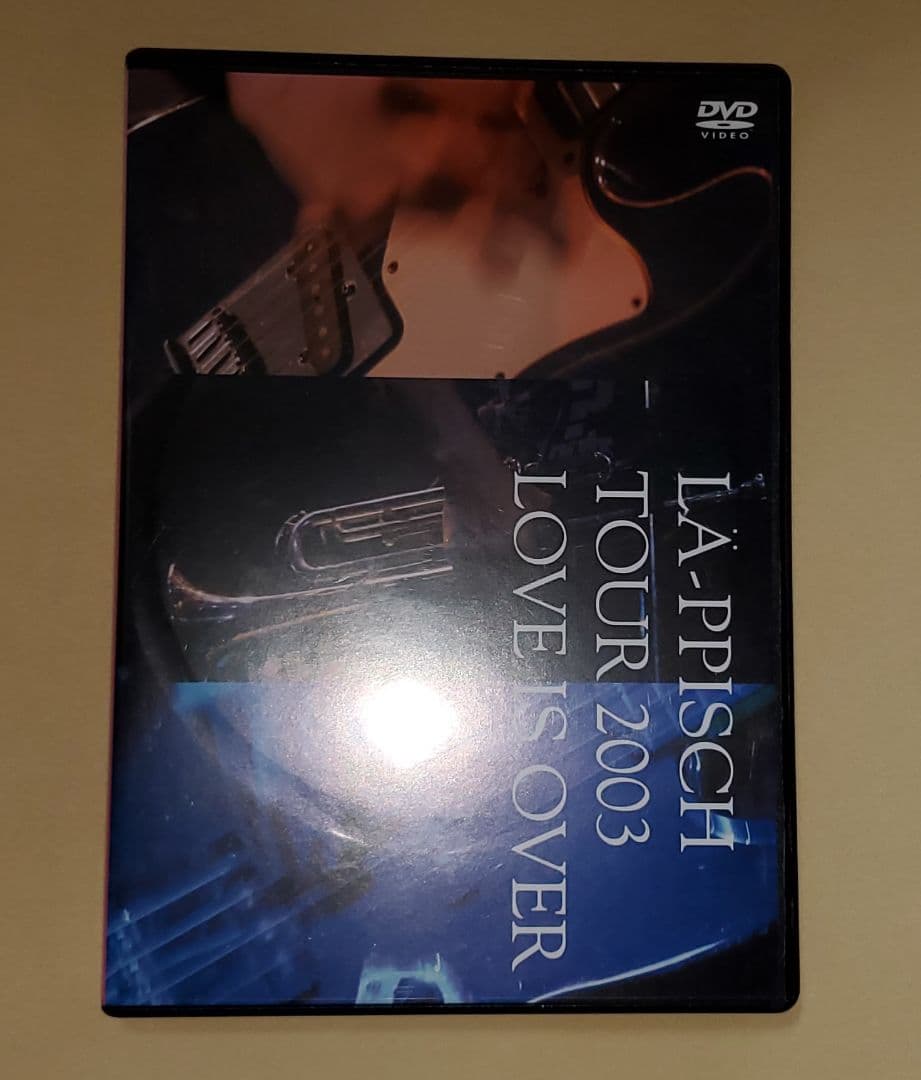 DVD
VIDEO
LÄ-PPISCH
TOUR 2003
LOVE IS OVER